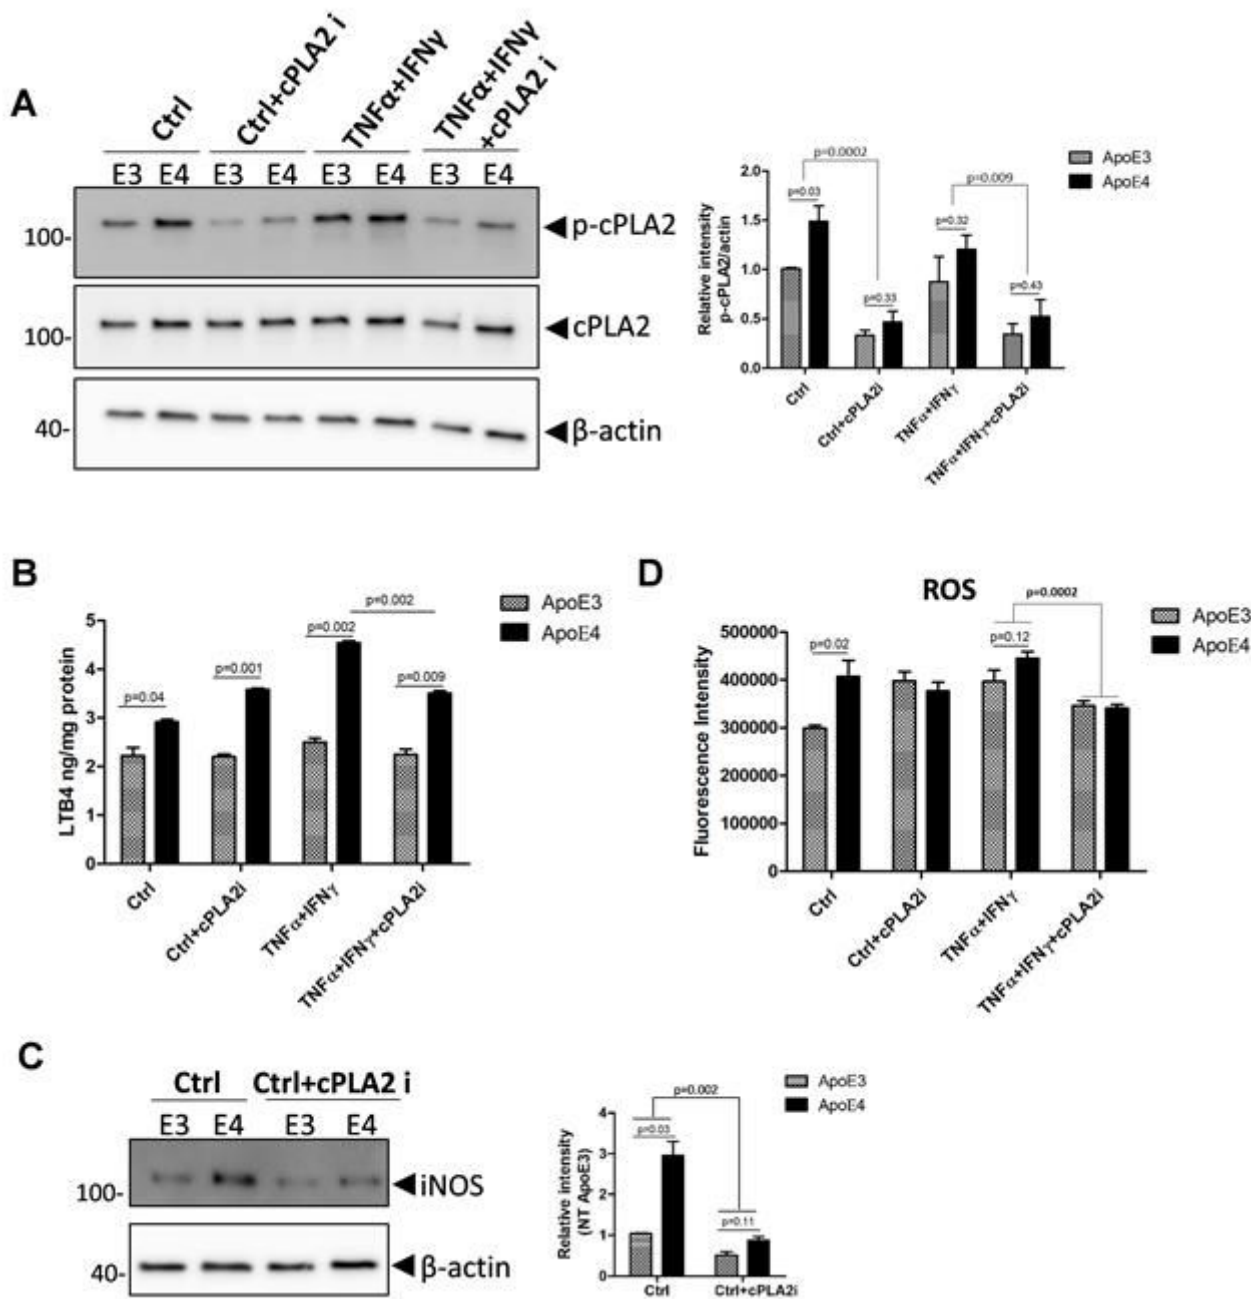 A
Ctrl
Ctrl+cPLA2 i
TNFα+IFNγ
TNFα+IFNγ
+cPLA2 i
E3 E4 E3 E4 E3 E4 E3 E4
100-
p-cPLA2
100-
cPLA2
40-
β-actin
ApoE3
ApoE4
p=0.0002
p=0.009
p=0.03
p=0.33
p=0.32
p=0.43
Relative intensity
p-cPLA2/actin
2.0
1.5
1.0
0.5
0.0
Ctrl
Ctrl+cPLA2i
TNFα+IFNγ
TNFα+IFNγ+cPLA2i
B
ApoE3
ApoE4
p=0.002
p=0.002
p=0.001
p=0.009
p=0.04
LTB4 ng/mg protein
5
4
3
2
1
0
Ctrl
Ctrl+cPLA2i
TNFα+IFNγ
TNFα+IFNγ+cPLA2i
D
ROS
p=0.0002
ApoE3
ApoE4
p=0.02
p=0.12
Fluorescence Intensity
500000
400000
300000
200000
100000
0
Ctrl
Ctrl+cPLA2i
TNFα+IFNγ
TNFα+IFNγ+cPLA2i
C
Ctrl Ctrl+cPLA2 i
E3 E4 E3 E4
100-
iNOS
40-
β-actin
ApoE3
ApoE4
p=0.002
p=0.03
p=0.11
Relative intensity
(NT ApoE3)
4
3
2
1
0
Ctrl
Ctrl+cPLA2i